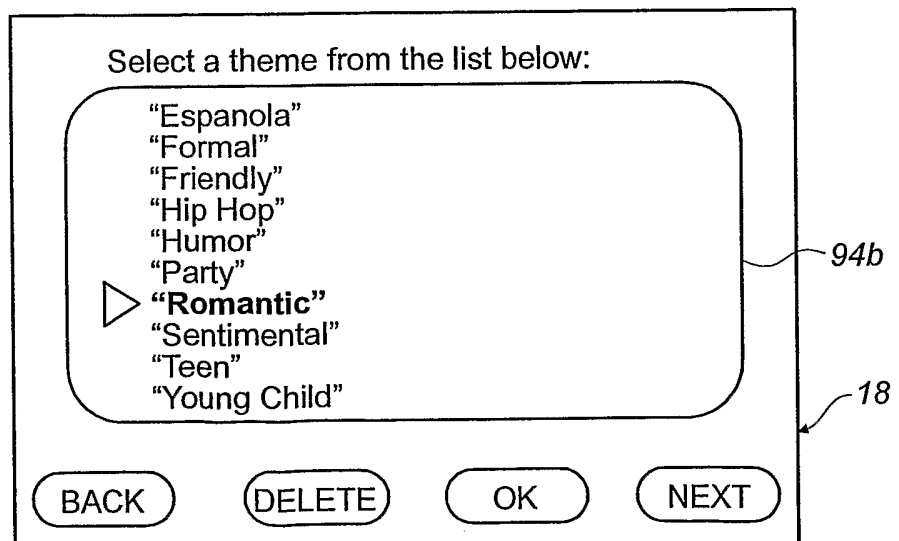 Select a theme from the list below:
“Espanola”
“Formal”
“Friendly”
“Hip Hop”
“Humor”
“Party”
“Romantic”
“Sentimental”
“Teen”
“Young Child”
94b
18
BACK DELETE OK NEXT